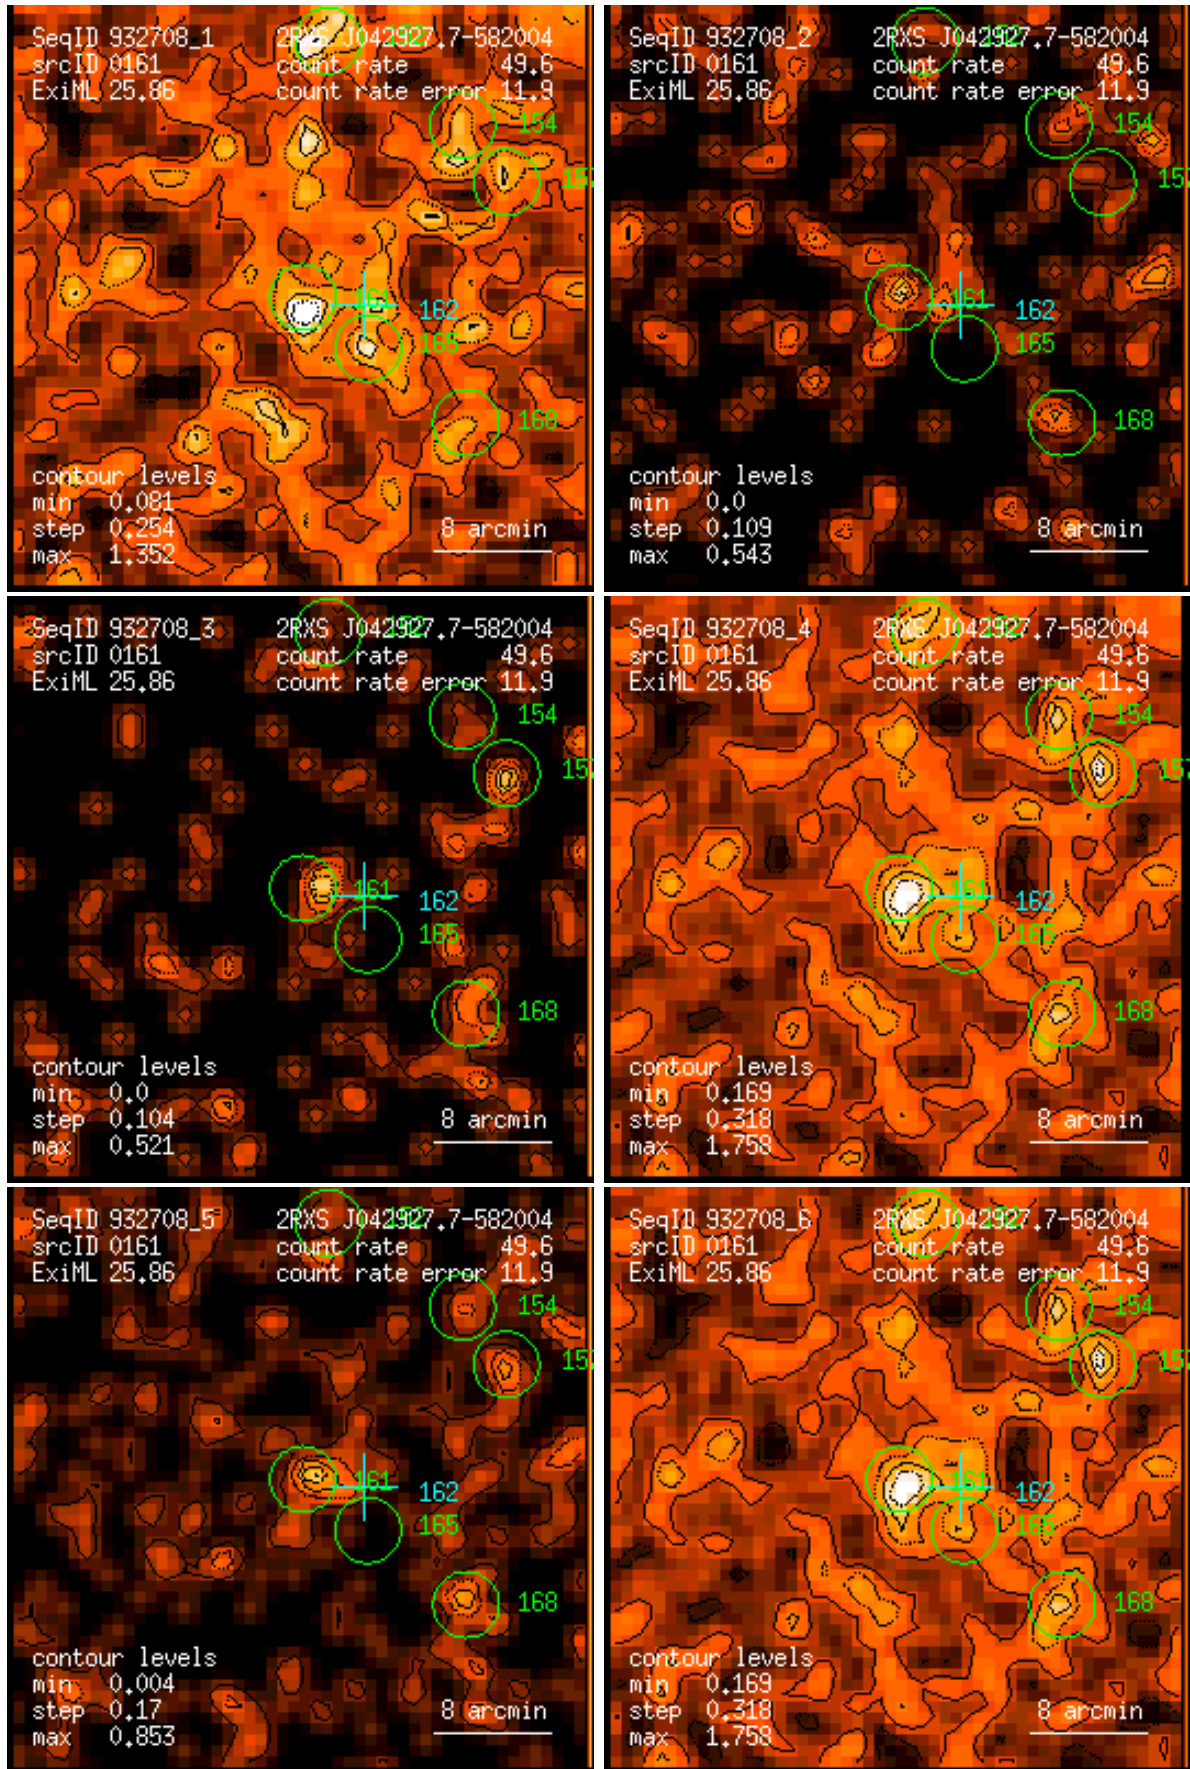 SeqID 932708_1 2RXS J042927.7-582004
srcID 0161 count rate 49.6
ExiML 25.86 count rate error 11.9
154
161
162
165
168
contour levels
min 0.081
step 0.254
max 1.352
8 arcmin
SeqID 932708_2 2RXS J042927.7-582004
srcID 0161 count rate 49.6
ExiML 25.86 count rate error 11.9
154
161
162
165
168
contour levels
min 0.0
step 0.109
max 0.543
8 arcmin
SeqID 932708_3 2RXS J042927.7-582004
srcID 0161 count rate 49.6
ExiML 25.86 count rate error 11.9
154
161
162
165
168
contour levels
min 0.0
step 0.104
max 0.521
8 arcmin
SeqID 932708_4 2RXS J042927.7-582004
srcID 0161 count rate 49.6
ExiML 25.86 count rate error 11.9
154
161
162
165
168
contour levels
min 0.169
step 0.318
max 1.758
8 arcmin
SeqID 932708_5 2RXS J042927.7-582004
srcID 0161 count rate 49.6
ExiML 25.86 count rate error 11.9
154
161
162
165
168
contour levels
min 0.004
step 0.17
max 0.853
8 arcmin
SeqID 932708_6 2RXS J042927.7-582004
srcID 0161 count rate 49.6
ExiML 25.86 count rate error 11.9
154
161
162
165
168
contour levels
min 0.169
step 0.318
max 1.758
8 arcmin